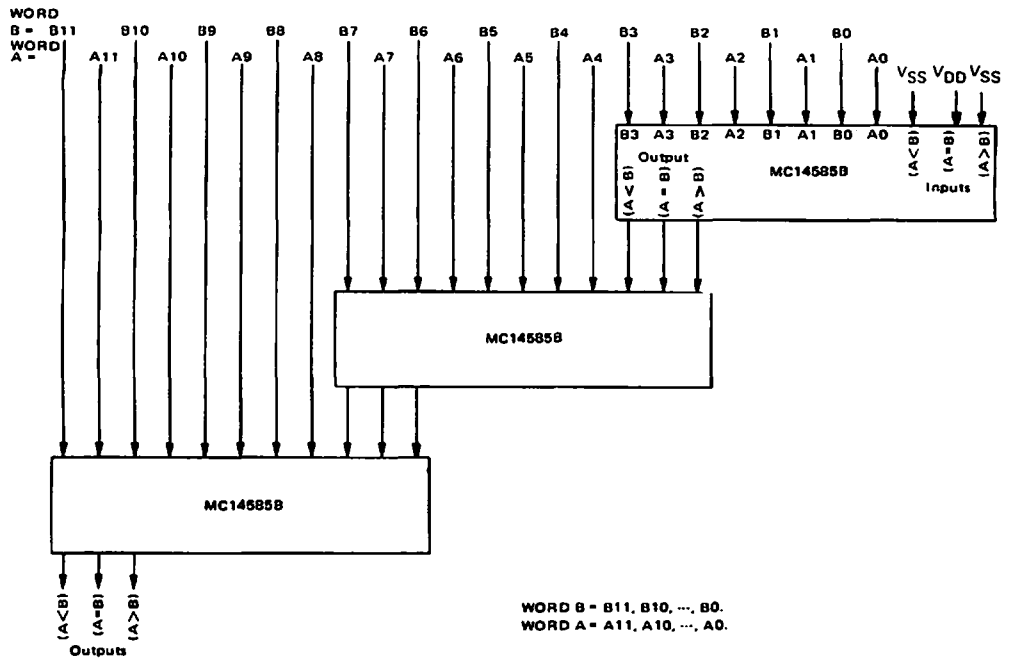 WORD
B = B11 B10 B9 B8 B7 B6 B5 B4 B3 B2 B1 B0
WORD
A = A11 A10 A9 A8 A7 A6 A5 A4 A3 A2 A1 A0
VSS VDD VSS
B3 A3 B2 A2 B1 A1 B0 A0 (A<B) (A=B) (A>B)
Output
MC14585B
Inputs
(A<B) (A=B) (A>B)
MC14585B
MC14585B
(A<B) (A=B) (A>B)
Outputs
WORD B = B11, B10, ···, B0.
WORD A = A11, A10, ···, A0.